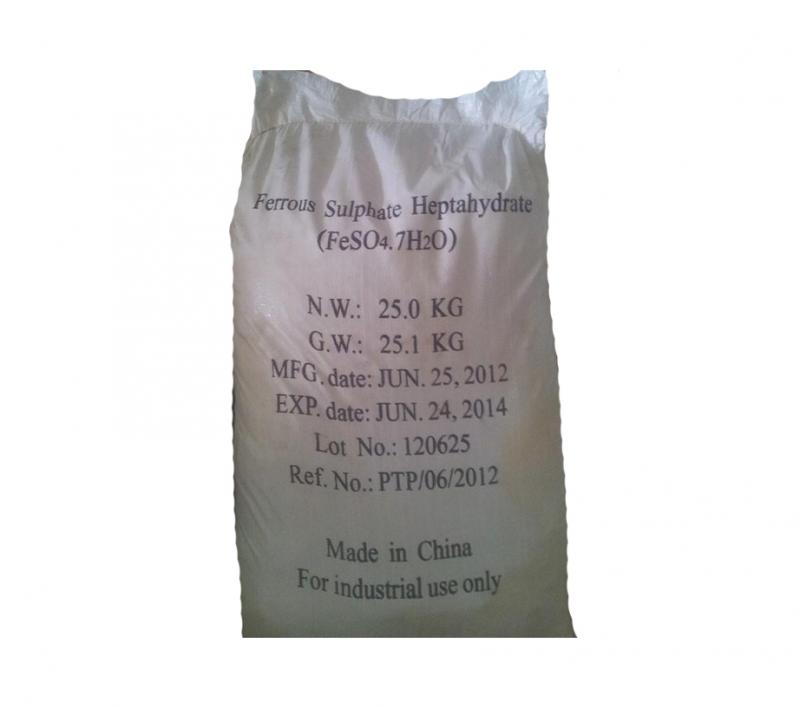 Ferrous Sulphate Heptahydrate
(FeSO4.7H2O)
N.W.: 25.0 KG
G.W.: 25.1 KG
MFG. date: JUN. 25, 2012
EXP. date: JUN. 24, 2014
Lot No.: 120625
Ref. No.: PTP/06/2012
Made in China
For industrial use only